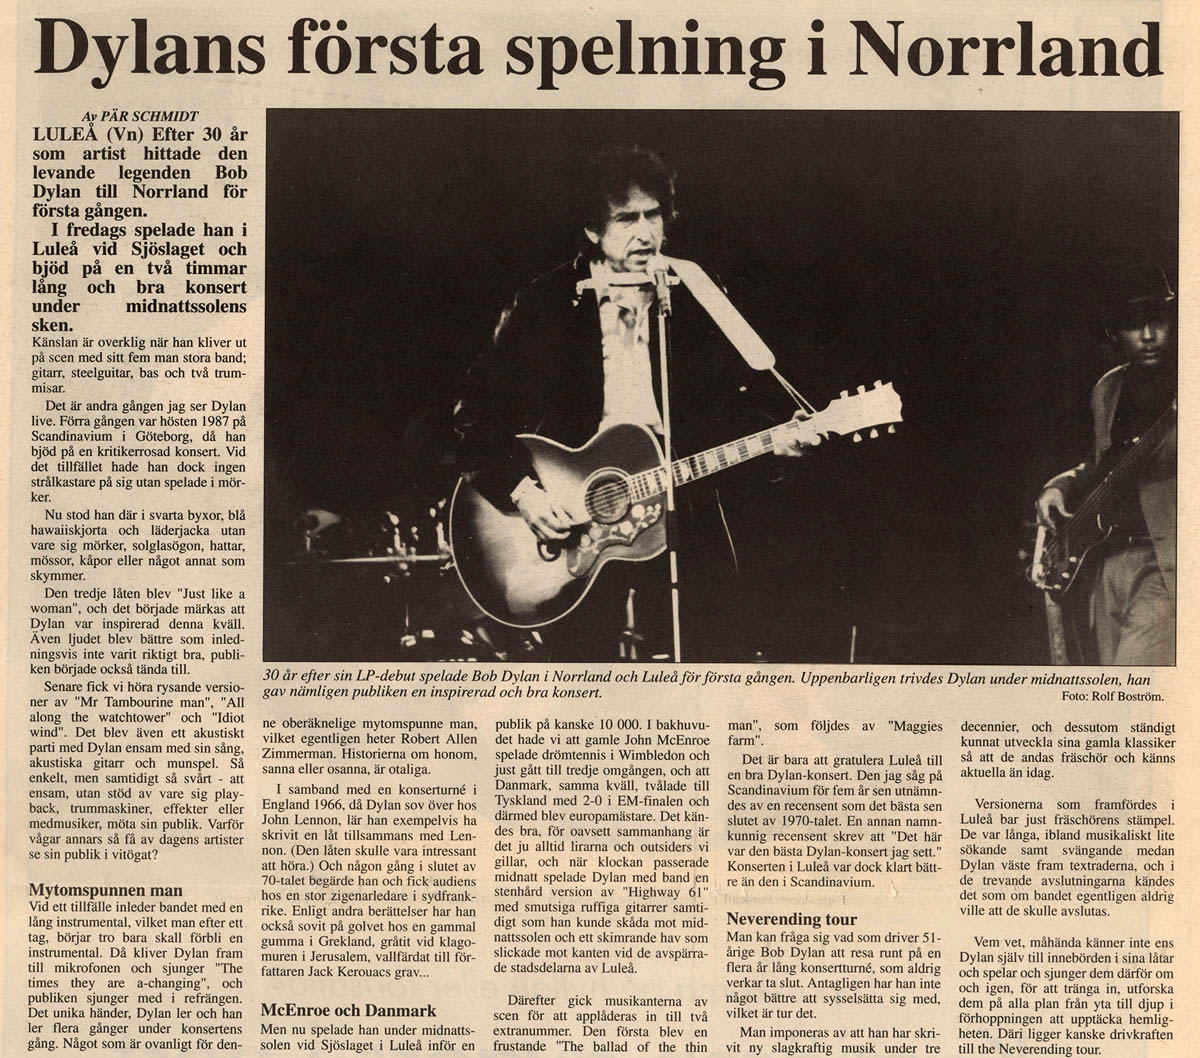 Dylans första spelning i Norrland
Av PÄR SCHMIDT
LULEÅ (Vn) Efter 30 år
som artist hittade den
levande legenden Bob
Dylan till Norrland för
första gången.
I fredags spelade han i
Luleå vid Sjöslaget och
bjöd på en två timmar
lång och bra konsert
under midnattssolens
sken.
Känslan är overklig när han kliver ut
på scen med sitt fem man stora band;
gitarr, steelguitar, bas och två trum-
misar.
Det är andra gången jag ser Dylan
live. Förra gången var hösten 1987 på
Scandinavium i Göteborg, då han
bjöd på en kritikerrosad konsert. Vid
det tillfället hade han dock ingen
strålkastare på sig utan spelade i mör-
ker.
Nu stod han där i svarta byxor, blå
hawaiiskjorta och läderjacka utan
vare sig mörker, solglasögon, hattar,
mössor, kåpor eller något annat som
skymmer.
Den tredje låten blev "Just like a
woman", och det började märkas att
Dylan var inspirerad denna kväll.
Även ljudet blev bättre som inled-
ningsvis inte varit riktigt bra, publi-
ken började också tända till.
Senare fick vi höra rysande versio-
ner av "Mr Tambourine man", "All
along the watchtower" och "Idiot
wind". Det blev även ett akustiskt
parti med Dylan ensam med sin sång,
akustiska gitarr och munspel. Så
enkelt, men samtidigt så svårt - att
ensam, utan stöd av vare sig play-
back, trummaskiner, effekter eller
medmusiker, möta sin publik. Varför
vågar annars så få av dagens artister
se sin publik i vitögat?
Mytomspunnen man
Vid ett tillfälle inleder bandet med en
lång instrumental, vilket man efter ett
tag, börjar tro bara skall förbli en
instrumental. Då kliver Dylan fram
till mikrofonen och sjunger "The
times they are a-changing", och
publiken sjunger med i refrängen.
Det unika händer, Dylan ler och han
ler flera gånger under konsertens
gång. Något som är ovanligt för den-
30 år efter sin LP-debut spelade Bob Dylan i Norrland och Luleå för första gången. Uppenbarligen trivdes Dylan under midnattssolen, han
gav nämligen publiken en inspirerad och bra konsert.
Foto: Rolf Boström.
ne oberäknelige mytomspunne man,
vilket egentligen heter Robert Allen
Zimmerman. Historierna om honom,
sanna eller osanna, är otaliga.
I samband med en konserturné i
England 1966, då Dylan sov över hos
John Lennon, lär han exempelvis ha
skrivit en låt tillsammans med Len-
non. (Den låten skulle vara intressant
att höra.) Och någon gång i slutet av
70-talet begärde han och fick audiens
hos en stor zigenarledare i sydfrank-
rike. Enligt andra berättelser har han
också sovit på golvet hos en gammal
gumma i Grekland, gråtit vid klago-
muren i Jerusalem, vallfärdat till för-
fattaren Jack Kerouacs grav...
McEnroe och Danmark
Men nu spelade han under midnatts-
solen vid Sjöslaget i Luleå inför en
publik på kanske 10 000. I bakhuvu-
det hade vi att gamle John McEnroe
spelade drömtennis i Wimbledon och
just gått till tredje omgången, och att
Danmark, samma kväll, tvålade till
Tyskland med 2-0 i EM-finalen och
därmed blev europamästare. Det kän-
des bra, för oavsett sammanhang är
det ju alltid lirarna och outsiders vi
gillar, och när klockan passerade
midnatt spelade Dylan med band en
stenhård version av "Highway 61"
med smutsiga ruffiga gitarrer samti-
digt som han kunde skåda mot mid-
nattssolen och ett skimrande hav som
slickade mot kanten vid de avspärra-
de stadsdelarna av Luleå.
Därefter gick musikanterna av
scen för att applåderas in till två
extranummer. Den första blev en
frustande "The ballad of the thin
man", som följdes av "Maggies
farm".
Det är bara att gratulera Luleå till
en bra Dylan-konsert. Den jag såg på
Scandinavium för fem år sen utnämn-
des av en recensent som det bästa sen
slutet av 1970-talet. En annan namn-
kunnig recensent skrev att "Det här
var den bästa Dylan-konsert jag sett."
Konserten i Luleå var dock klart bätt-
re än den i Scandinavium.
Neverending tour
Man kan fråga sig vad som driver 51-
årige Bob Dylan att resa runt på en
flera år lång konsertturné, som aldrig
verkar ta slut. Antagligen har han inte
något bättre att sysselsätta sig med,
vilket är tur det.
Man imponeras av att han har skri-
vit ny slagkraftig musik under tre
decennier, och dessutom ständigt
kunnat utveckla sina gamla klassiker
så att de andas fräschör och känns
aktuella än idag.
Versionerna som framfördes i
Luleå bar just fräschörens stämpel.
De var långa, ibland musikaliskt lite
sökande samt svängande medan
Dylan väste fram textraderna, och i
de trevande avslutningarna kändes
det som om bandet egentligen aldrig
ville att de skulle avslutas.
Vem vet, måhända känner inte ens
Dylan själv till innebörden i sina låtar
och spelar och sjunger dem därför om
och igen, för att tränga in, utforska
dem på alla plan från yta till djup i
förhoppningen att upptäcka hemlig-
heten. Däri ligger kanske drivkraften
till the Neverending tour.